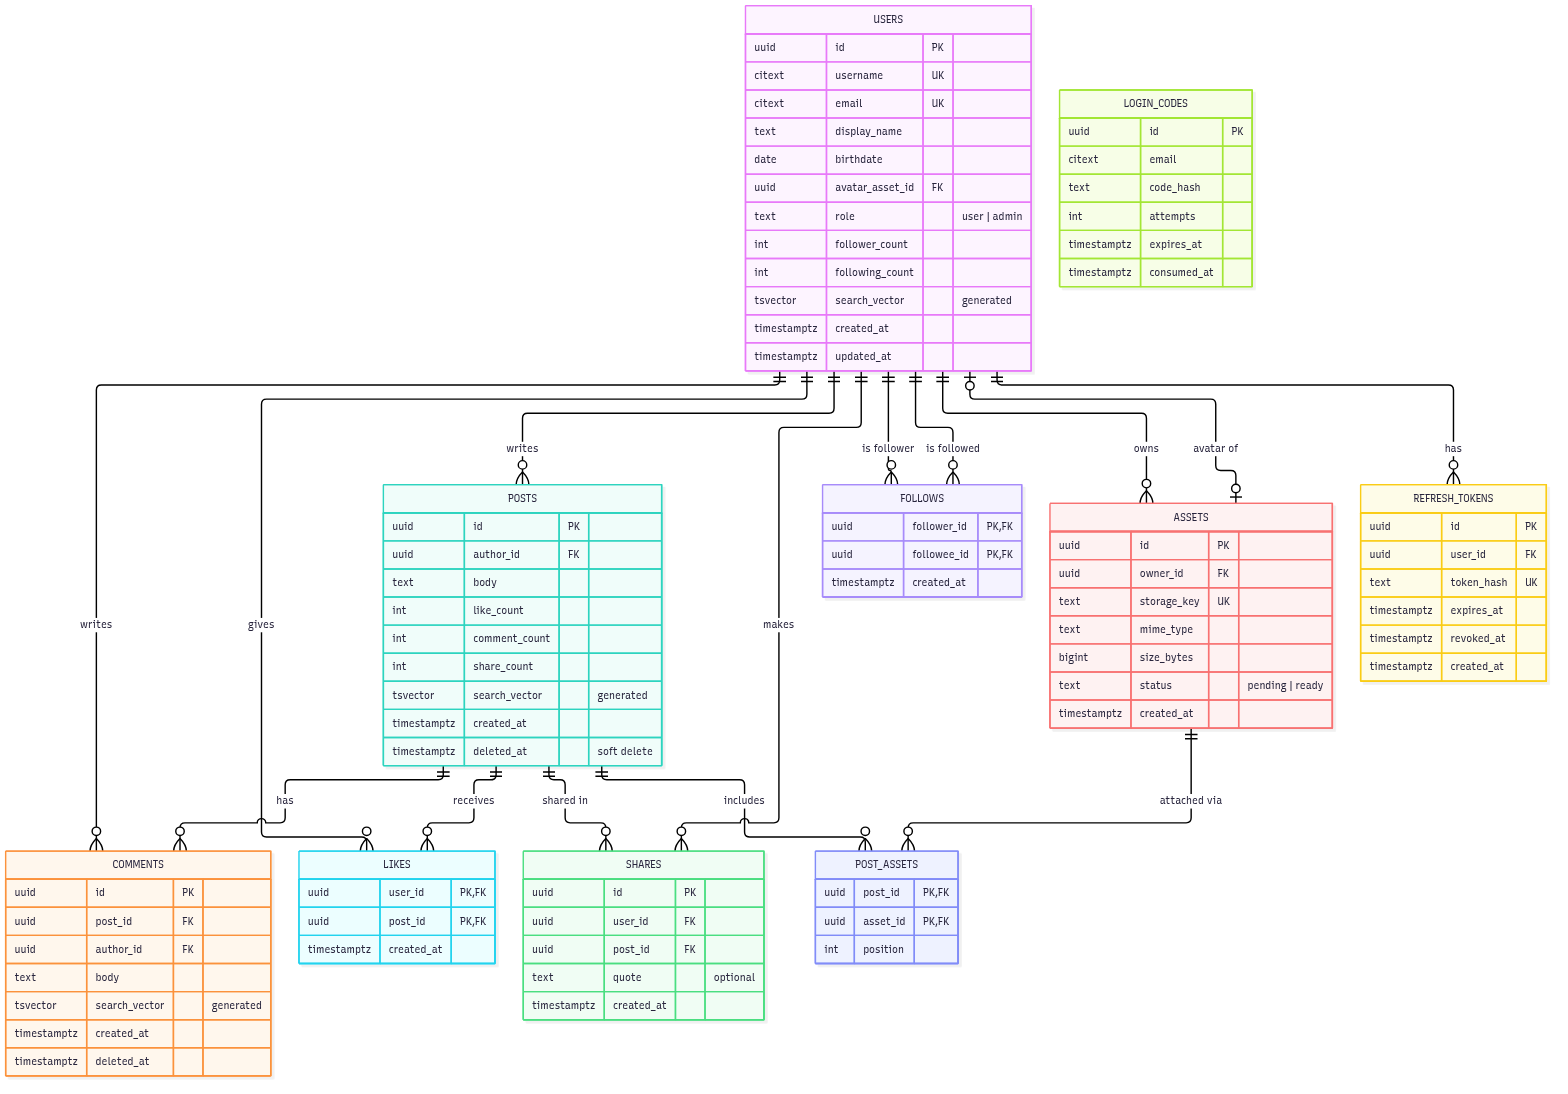 USERS
uuid id PK
citext username UK
citext email UK
text display_name
date birthdate
uuid avatar_asset_id FK
text role user | admin
int follower_count
int following_count
tsvector search_vector generated
timestamptz created_at
timestamptz updated_at
LOGIN_CODES
uuid id PK
citext email
text code_hash
int attempts
timestamptz expires_at
timestamptz consumed_at
writes
is follower
is followed
owns
avatar of
has
POSTS
uuid id PK
uuid author_id FK
text body
int like_count
int comment_count
int share_count
tsvector search_vector generated
timestamptz created_at
timestamptz deleted_at soft delete
FOLLOWS
uuid follower_id PK,FK
uuid followee_id PK,FK
timestamptz created_at
ASSETS
uuid id PK
uuid owner_id FK
text storage_key UK
text mime_type
bigint size_bytes
text status pending | ready
timestamptz created_at
REFRESH_TOKENS
uuid id PK
uuid user_id FK
text token_hash UK
timestamptz expires_at
timestamptz revoked_at
timestamptz created_at
writes
gives
makes
has
receives
shared in
includes
attached via
COMMENTS
uuid id PK
uuid post_id FK
uuid author_id FK
text body
tsvector search_vector generated
timestamptz created_at
timestamptz deleted_at
LIKES
uuid user_id PK,FK
uuid post_id PK,FK
timestamptz created_at
SHARES
uuid id PK
uuid user_id FK
uuid post_id FK
text quote optional
timestamptz created_at
POST_ASSETS
uuid post_id PK,FK
uuid asset_id PK,FK
int position